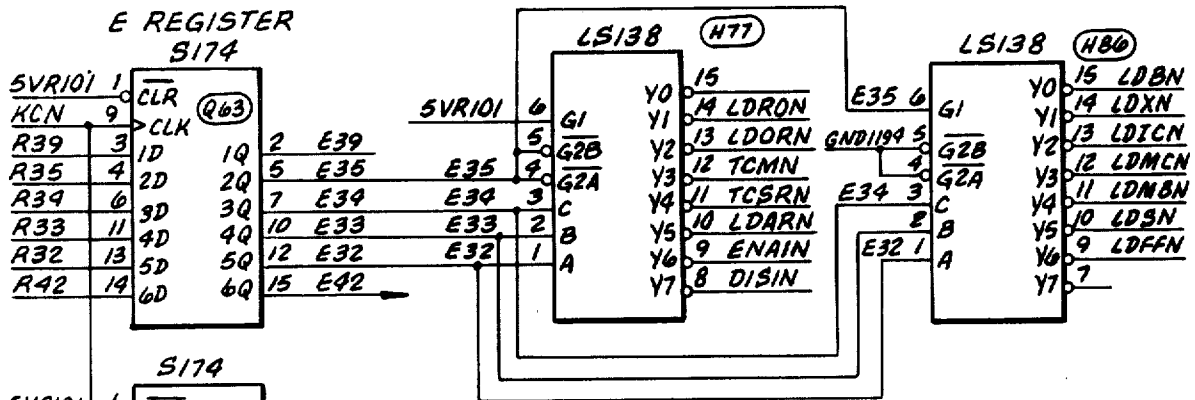 E REGISTER
S174
Q63
5VR101 1 CLR
KCN 9 CLK
R39 3 1D 1Q 2 E39
R35 4 2D 2Q 5 E35
R34 6 3D 3Q 7 E34
R33 11 4D 4Q 10 E33
R32 13 5D 5Q 12 E32
R42 14 6D 6Q 15 E42
S174
LS138 H77
5VR101 6 G1
5 G2B
E35 4 G2A
E34 3 C
E33 2 B
E32 1 A
Y0 15
Y1 14 LDRQN
Y2 13 LDORN
Y3 12 TCMN
Y4 11 TCSRN
Y5 10 LDARN
Y6 9 ENAIN
Y7 8 DISIN
LS138 H86
E35 6 G1
GND1194 5 G2B
4 G2A
E34 3 C
2 B
E32 1 A
Y0 15 LDBN
Y1 14 LDXN
Y2 13 LDICN
Y3 12 LDMCN
Y4 11 LDMBN
Y5 10 LDSN
Y6 9 LDFFN
Y7 7